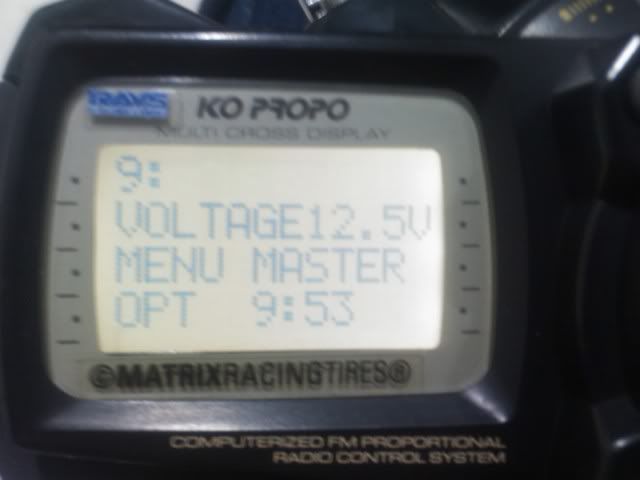 KO PROPO
MULTI CROSS DISPLAY
9:
VOLTAGE12.5V
MENU MASTER
OPT 9:53
©MATRIXRACINGTIRES®
COMPUTERIZED FM PROPORTIONAL
RADIO CONTROL SYSTEM